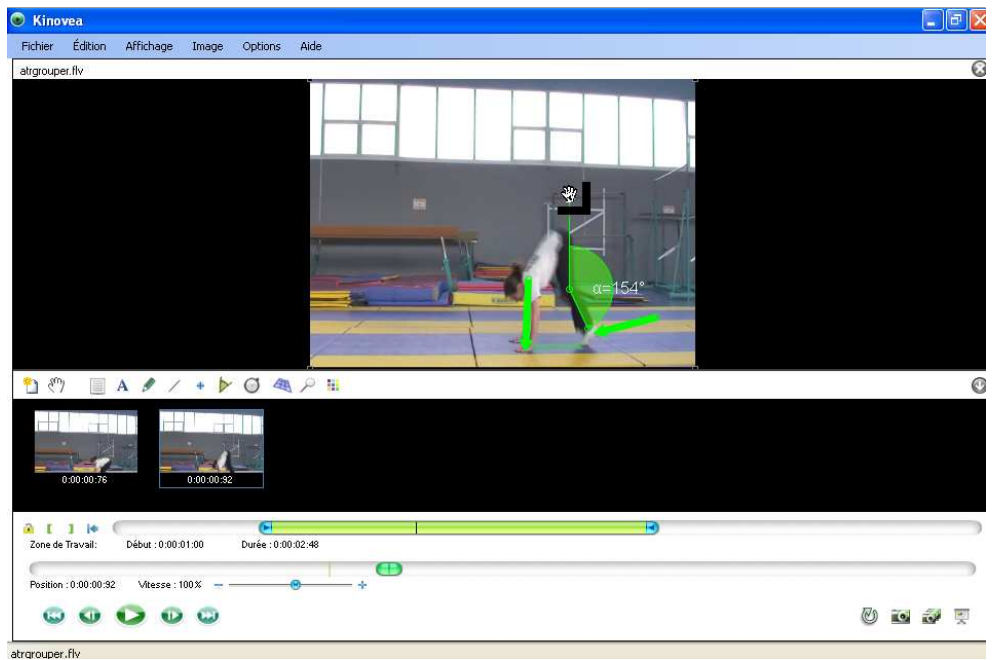 Kinovea
Fichier Édition Affichage Image Options Aide
atrgrouper.flv
α=154°
A
0:00:00:76 0:00:00:92
Zone de Travail: Début : 0:00:01:00 Durée : 0:00:02:48
Position : 0:00:00:92 Vitesse : 100% 
atrgrouper.flv